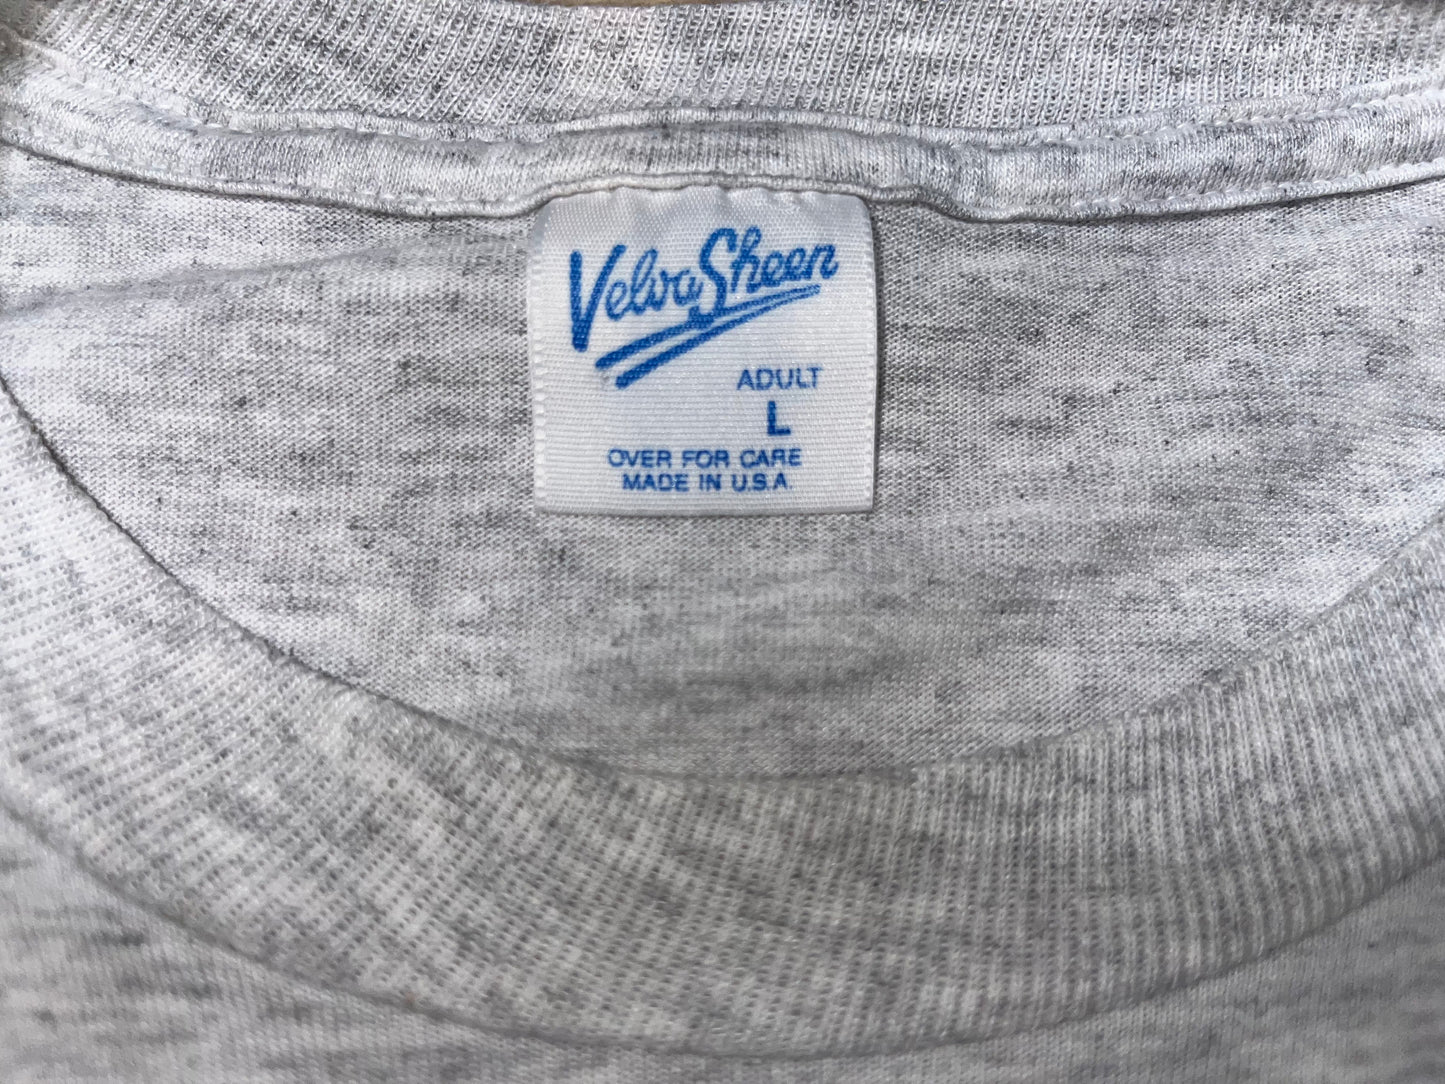 VelvaSheen
ADULT
L
OVER FOR CARE
MADE IN U.S.A.